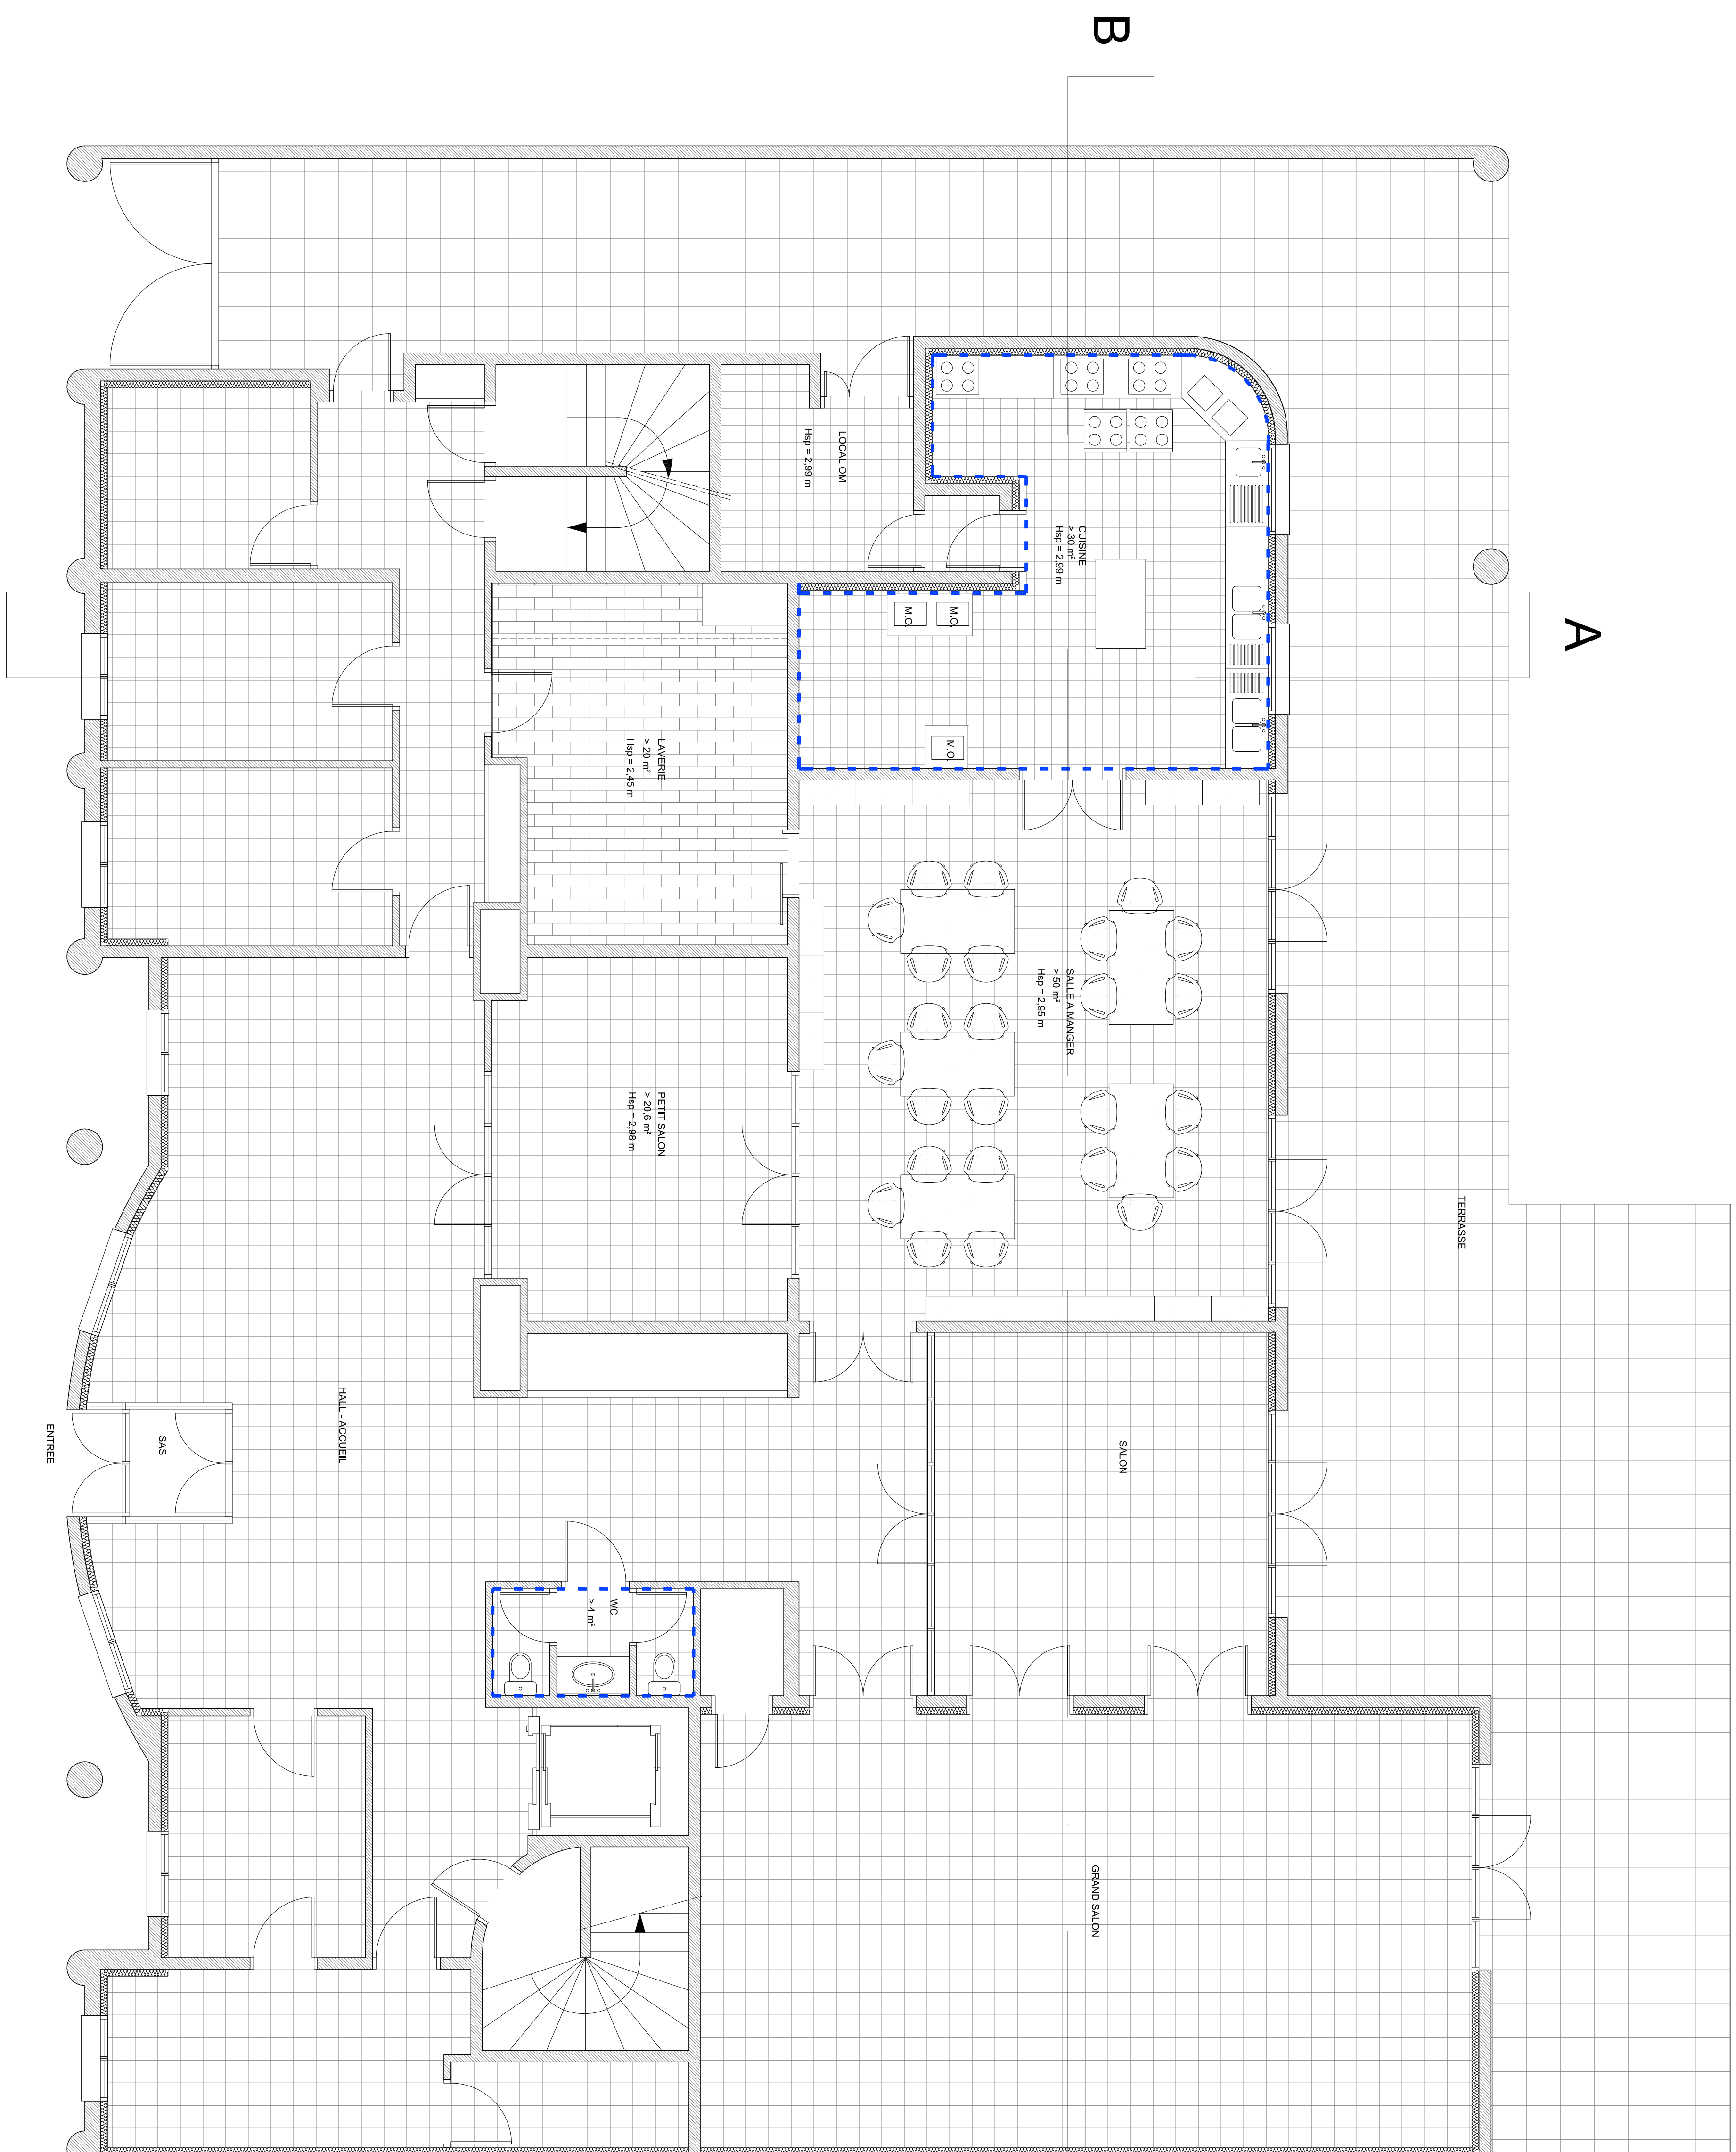 B
A
LOCAL OM
Hsp = 2,99 m
CUISINE
> 30 m²
Hsp = 2,99 m
M.O.
M.O.
M.O.
LAVERIE
> 20 m²
Hsp = 2,45 m
SALLE A MANGER
> 50 m²
Hsp = 2,95 m
PETIT SALON
> 20,6 m²
Hsp = 2,98 m
TERRASSE
HALL - ACCUEIL
SAS
ENTREE
SALON
WC
> 4 m²
GRAND SALON